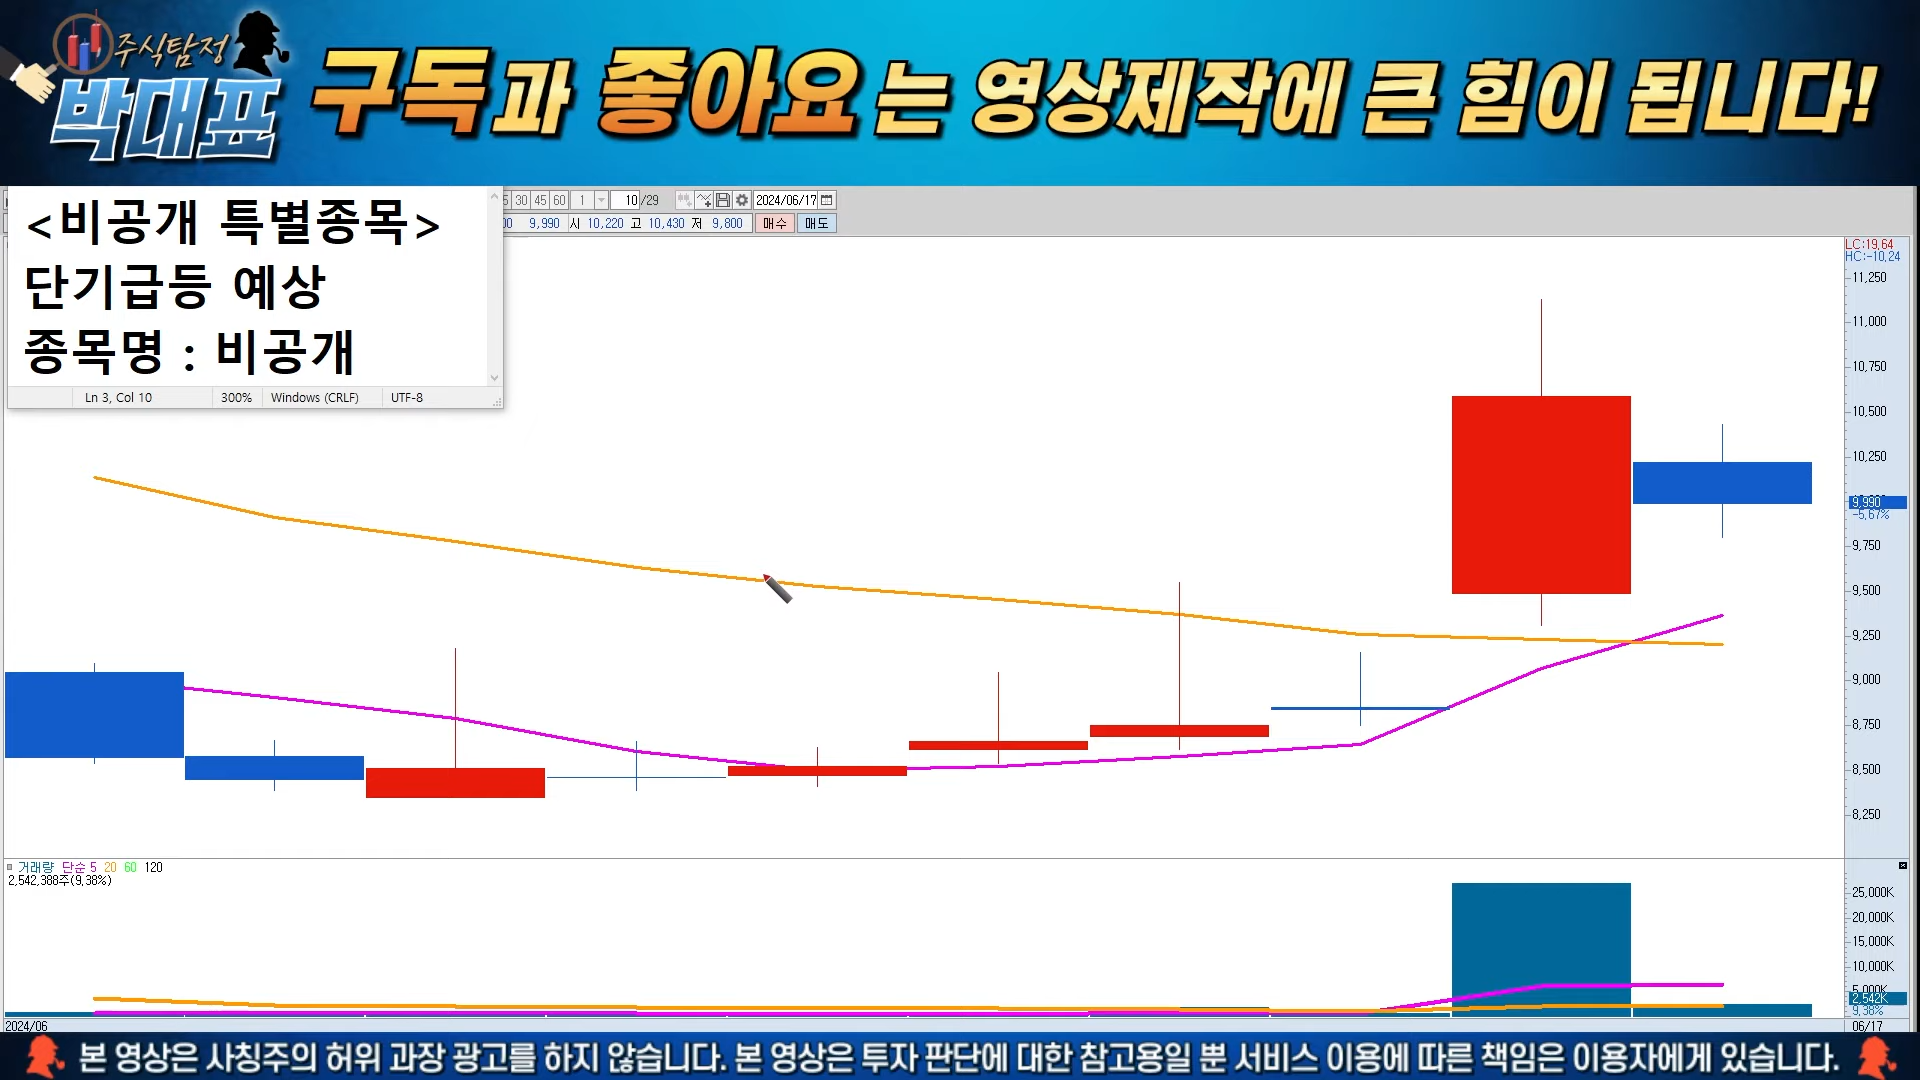 주식탐정
박대표
구독과 좋아요는 영상제작에 큰 힘이 됩니다!
<비공개 특별종목>
단기급등 예상
종목명 : 비공개
Ln 3, Col 10 300% Windows (CRLF) UTF-8
5 30 45 60 1 10 /29 2024/06/17
00 9,990 시 10,220 고 10,430 저 9,800 매수 매도
LC:19,64
HC:-10,24
11,250
11,000
10,750
10,500
10,250
9,990
-5,67%
9,750
9,500
9,250
9,000
8,750
8,500
8,250
거래량 단순 5 20 60 120
2,542,388주(9,38%)
25,000K
20,000K
15,000K
10,000K
5,000K
2,542K
9,38%
2024/06
06/17
본 영상은 사칭주의 허위 과장 광고를 하지 않습니다. 본 영상은 투자 판단에 대한 참고용일 뿐 서비스 이용에 따른 책임은 이용자에게 있습니다.